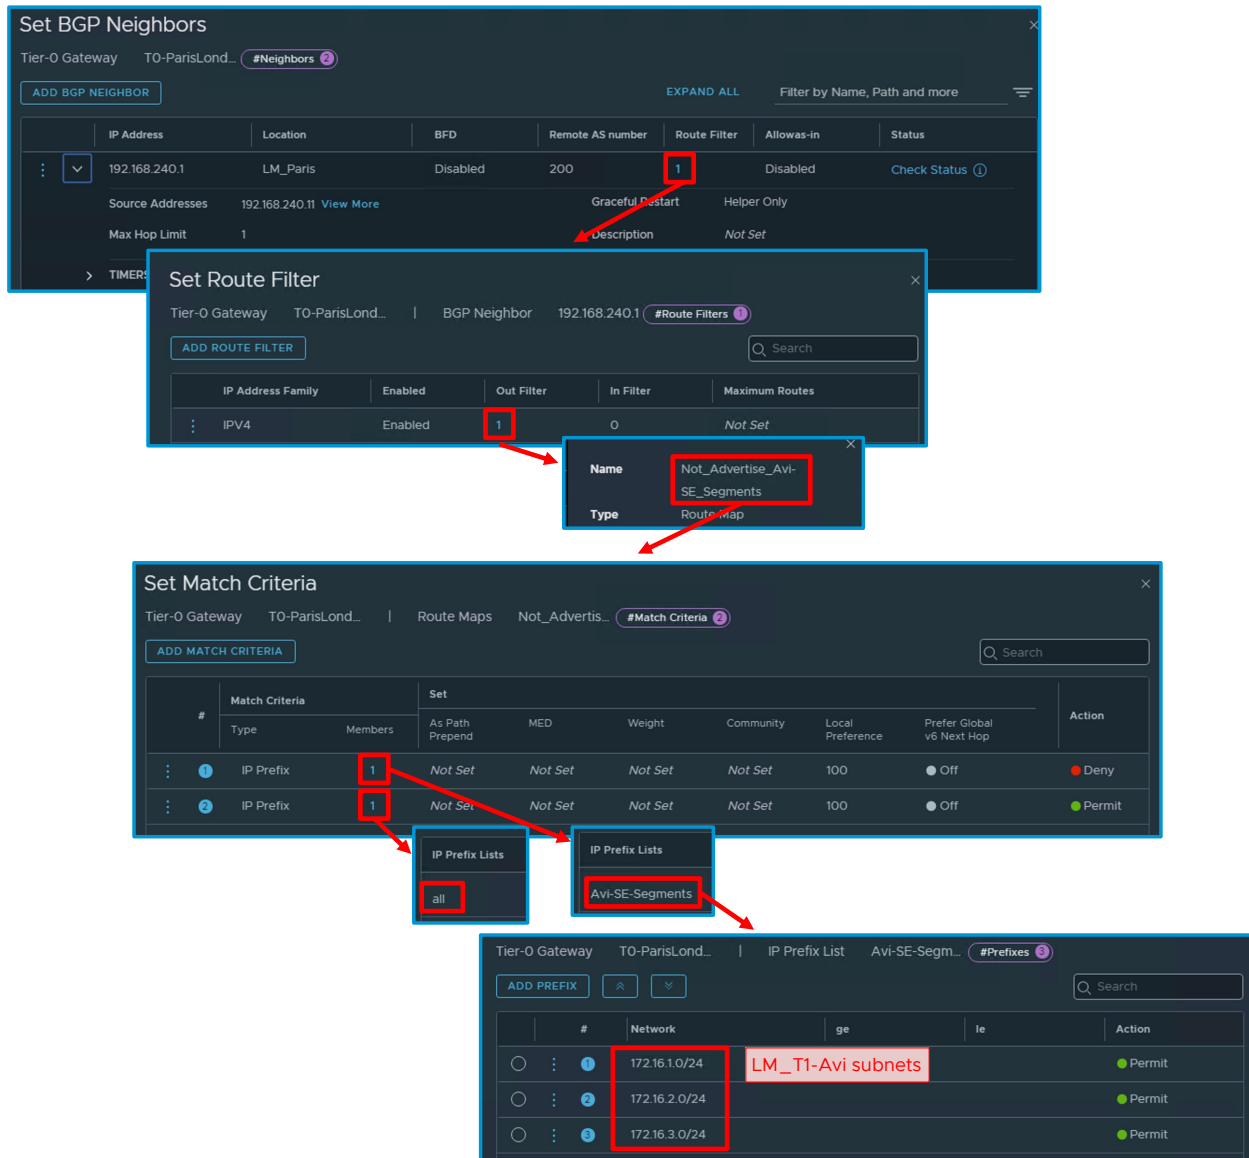 Set BGP Neighbors
Tier-0 Gateway T0-ParisLond... #Neighbors 2
ADD BGP NEIGHBOR EXPAND ALL Filter by Name, Path and more
IP Address Location BFD Remote AS number Route Filter Allowas-in Status
192.168.240.1 LM_Paris Disabled 200 1 Disabled Check Status
Source Addresses 192.168.240.11 View More Graceful Restart Helper Only
Max Hop Limit 1 Description Not Set
TIMERS
Set Route Filter
Tier-0 Gateway T0-ParisLond... | BGP Neighbor 192.168.240.1 #Route Filters 1
ADD ROUTE FILTER Search
IP Address Family Enabled Out Filter In Filter Maximum Routes
IPV4 Enabled 1 0 Not Set
Name Not_Advertise_Avi-
SE_Segments
Type Route Map
Set Match Criteria
Tier-0 Gateway T0-ParisLond... | Route Maps Not_Advertis... #Match Criteria 2
ADD MATCH CRITERIA Search
# Match Criteria Set Action
Type Members As Path Prepend MED Weight Community Local Preference Prefer Global v6 Next Hop
1 IP Prefix 1 Not Set Not Set Not Set Not Set 100 Off Deny
2 IP Prefix 1 Not Set Not Set Not Set Not Set 100 Off Permit
IP Prefix Lists
all
IP Prefix Lists
Avi-SE-Segments
Tier-0 Gateway T0-ParisLond... | IP Prefix List Avi-SE-Segm... #Prefixes 3
ADD PREFIX Search
# Network ge le Action
1 172.16.1.0/24 LM_T1-Avi subnets Permit
2 172.16.2.0/24 Permit
3 172.16.3.0/24 Permit